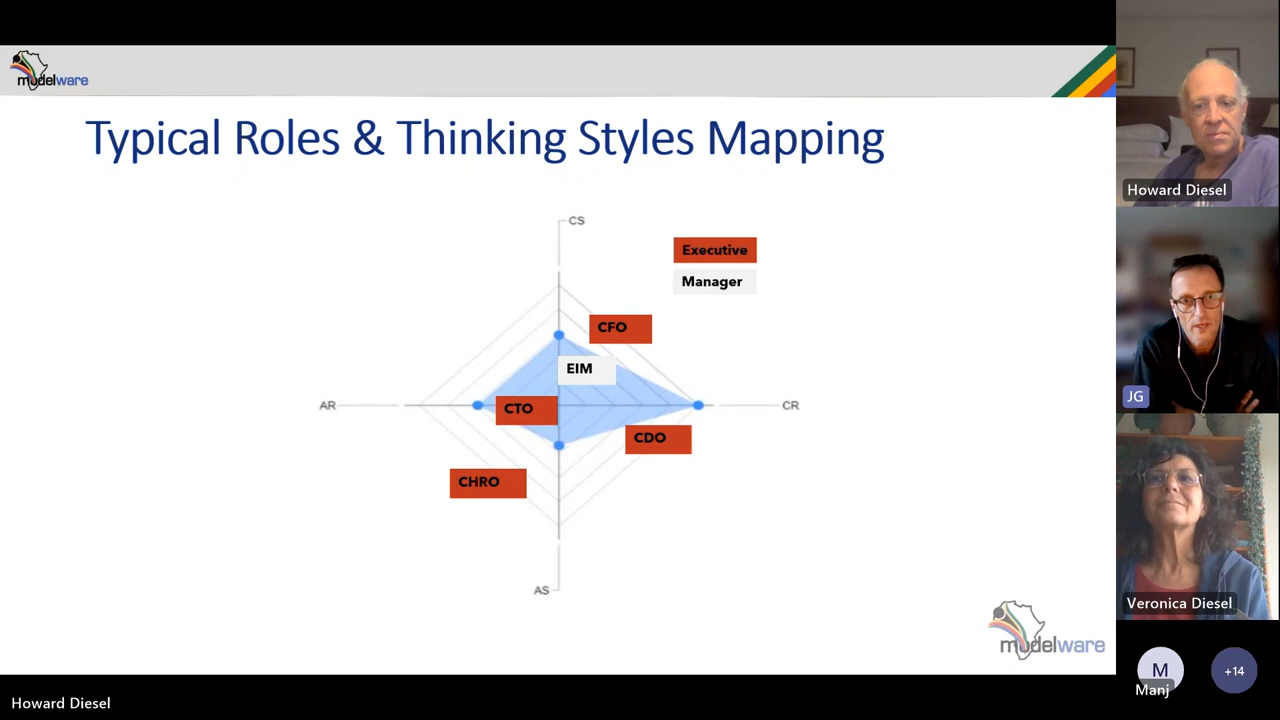 modelware
Typical Roles & Thinking Styles Mapping
CS
Executive
Manager
CFO
EIM
AR
CTO
CR
CDO
CHRO
AS
modelware
Howard Diesel
Howard Diesel
JG
Veronica Diesel
M
Manj
+14